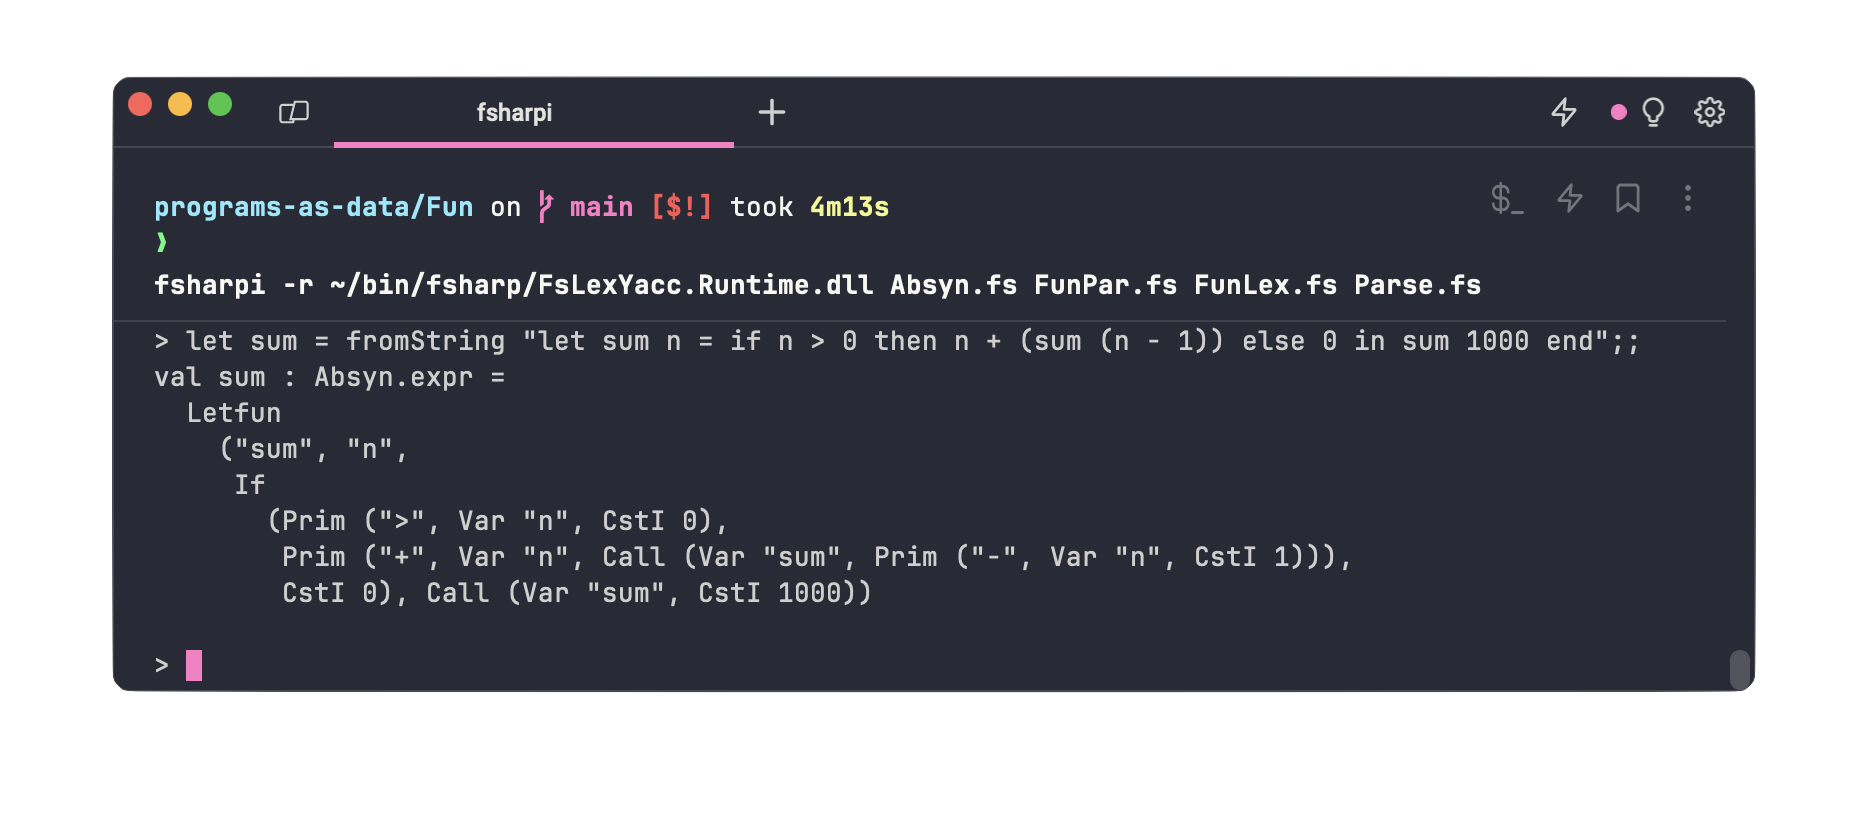 fsharpi
programs-as-data/Fun on main [$!] took 4m13s
❯
fsharpi -r ~/bin/fsharp/FsLexYacc.Runtime.dll Absyn.fs FunPar.fs FunLex.fs Parse.fs
> let sum = fromString "let sum n = if n > 0 then n + (sum (n - 1)) else 0 in sum 1000 end";;
val sum : Absyn.expr =
  Letfun
    ("sum", "n",
     If
       (Prim (">", Var "n", CstI 0),
        Prim ("+", Var "n", Call (Var "sum", Prim ("-", Var "n", CstI 1))),
        CstI 0), Call (Var "sum", CstI 1000))
>